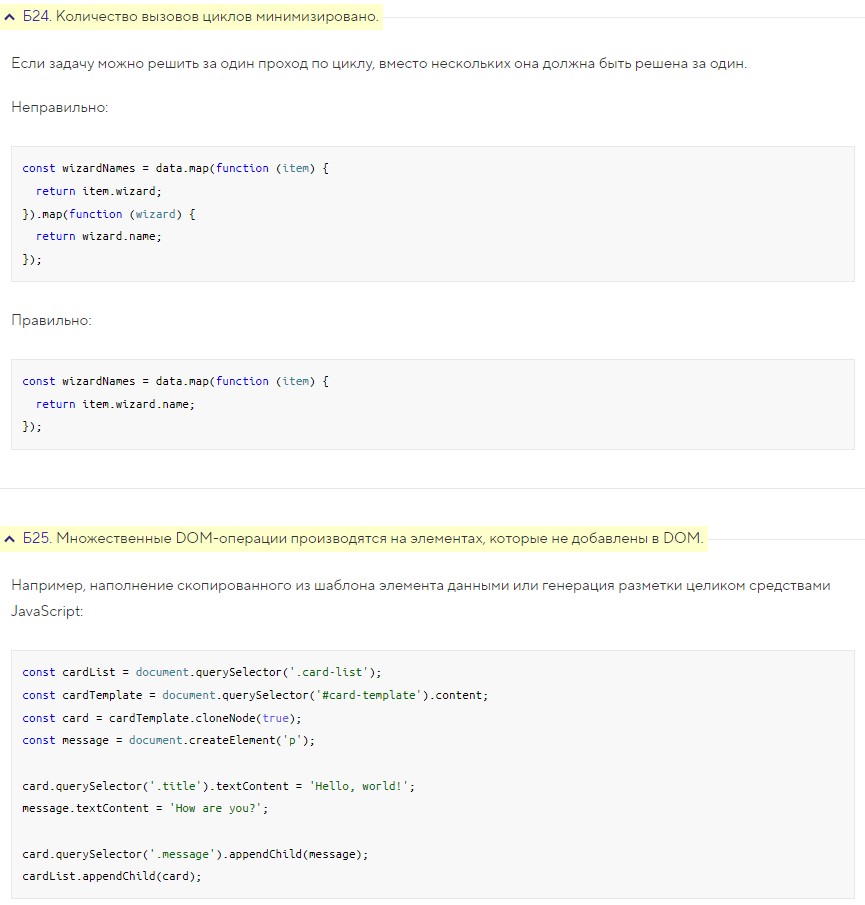 Б24. Количество вызовов циклов минимизировано.
Если задачу можно решить за один проход по циклу, вместо нескольких она должна быть решена за один.
Неправильно:
const wizardNames = data.map(function (item) {
  return item.wizard;
}).map(function (wizard) {
  return wizard.name;
});
Правильно:
const wizardNames = data.map(function (item) {
  return item.wizard.name;
});
Б25. Множественные DOM-операции производятся на элементах, которые не добавлены в DOM.
Например, наполнение скопированного из шаблона элемента данными или генерация разметки целиком средствами
JavaScript:
const cardList = document.querySelector('.card-list');
const cardTemplate = document.querySelector('#card-template').content;
const card = cardTemplate.cloneNode(true);
const message = document.createElement('p');
card.querySelector('.title').textContent = 'Hello, world!';
message.textContent = 'How are you?';
card.querySelector('.message').appendChild(message);
cardList.appendChild(card);